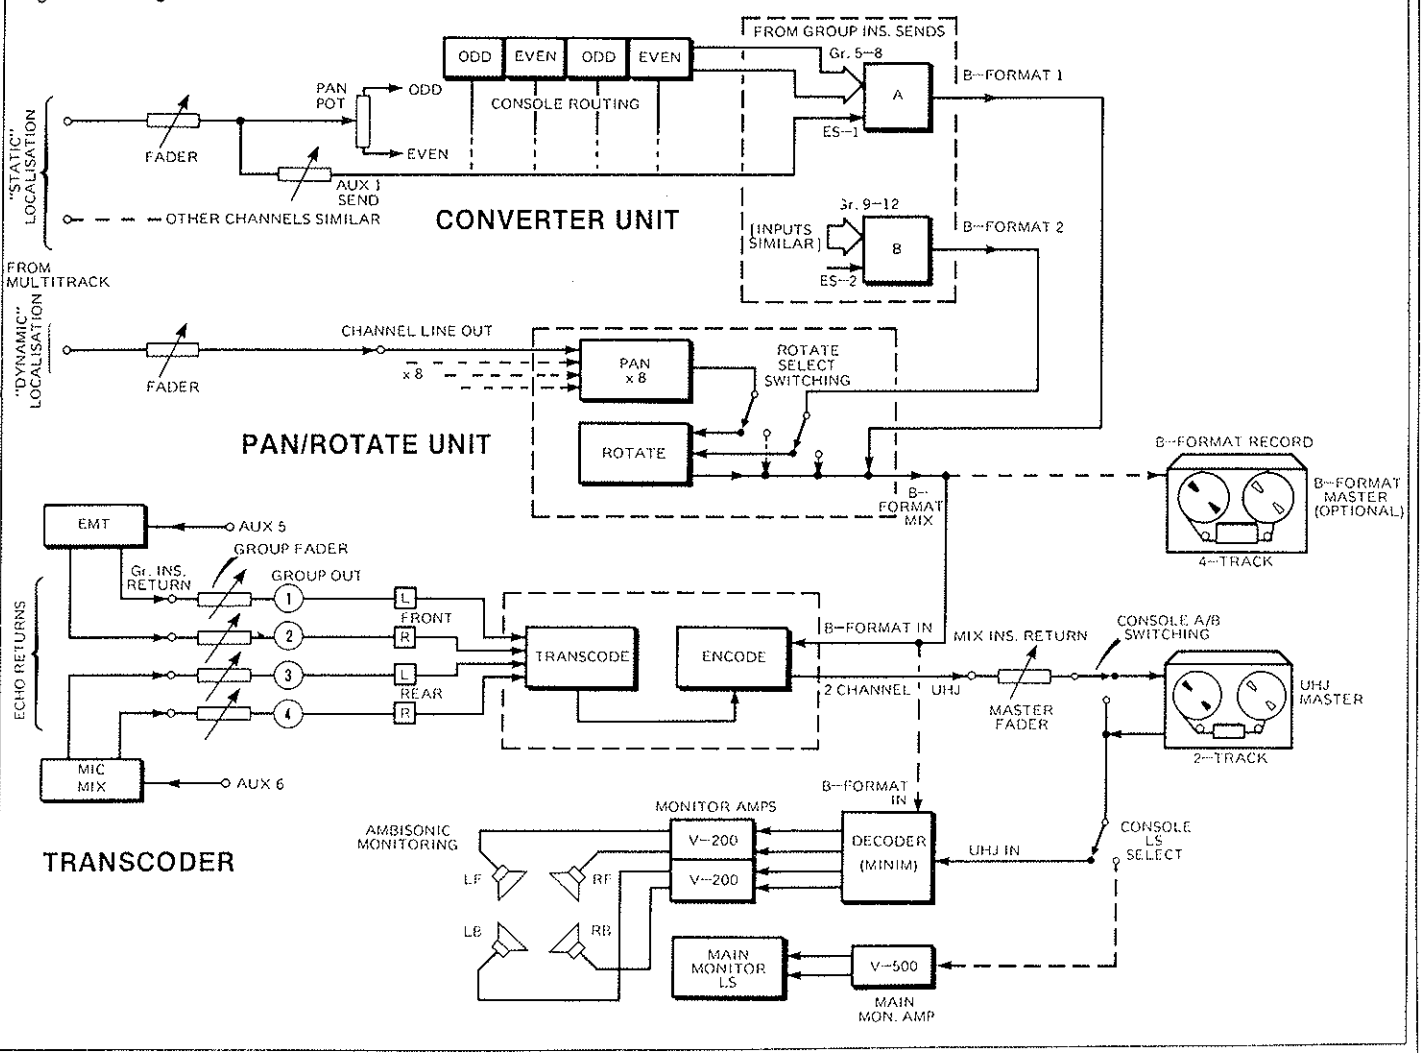 FROM GROUP INS. SENDS
Gr. 5-8
ODD EVEN ODD EVEN
CONSOLE ROUTING
A
B-FORMAT 1
ES-1
PAN
POT
ODD
EVEN
FADER
AUX 1
SEND
"STATIC"
LOCALISATION
OTHER CHANNELS SIMILAR
CONVERTER UNIT
Gr. 9-12
[INPUTS
SIMILAR]
B
B-FORMAT 2
ES-2
FROM
MULTITRACK
"DYNAMIC"
LOCALISATION
FADER
CHANNEL LINE OUT
x 8
PAN
x 8
ROTATE
SELECT
SWITCHING
PAN/ROTATE UNIT
ROTATE
B-
FORMAT
MIX
B-FORMAT RECORD
B-FORMAT
MASTER
(OPTIONAL)
4-TRACK
EMT
AUX 5
GROUP FADER
Gr. INS.
RETURN
GROUP OUT
ECHO RETURNS
1
L
FRONT
2
R
3
L
REAR
4
R
MIC
MIX
AUX 6
TRANSCODE
ENCODE
B-FORMAT IN
2 CHANNEL UHJ
MIX INS. RETURN
MASTER
FADER
CONSOLE A/B
SWITCHING
UHJ
MASTER
2-TRACK
TRANSCODER
AMBISONIC
MONITORING
MONITOR AMPS
V-200
V-200
B-FORMAT
IN
DECODER
(MINIM)
UHJ IN
CONSOLE
LS
SELECT
LF
RF
LB
RB
MAIN
MONITOR
LS
V-500
MAIN
MON. AMP